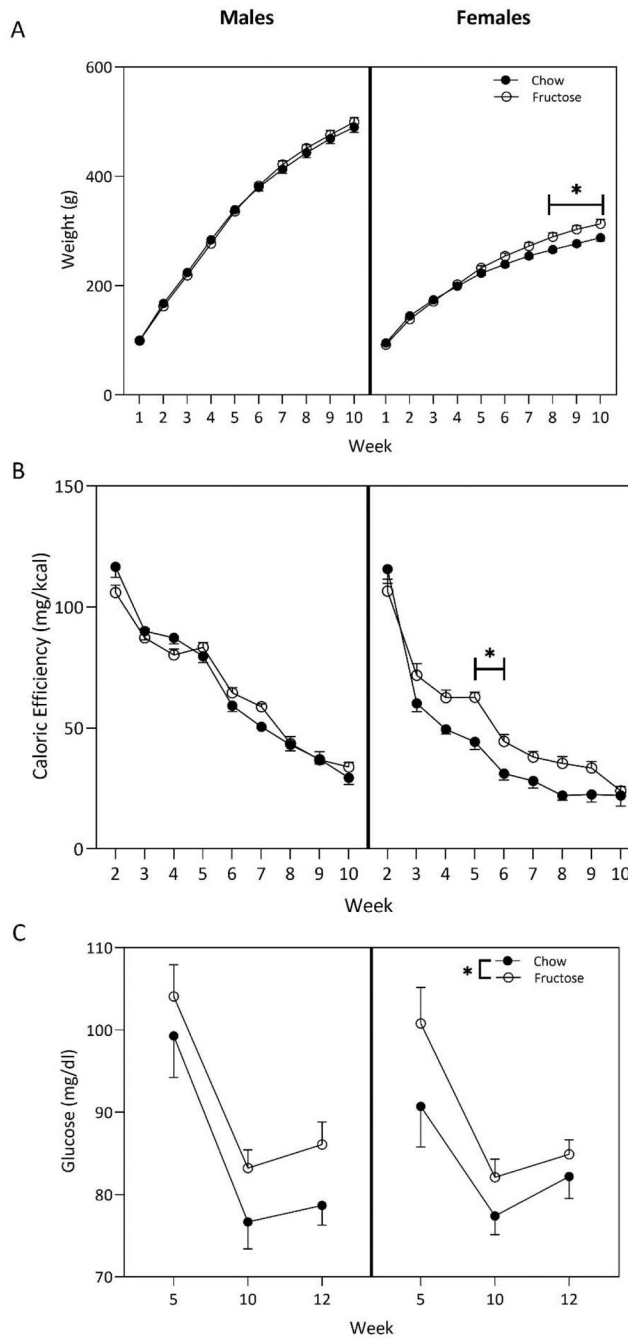 Males Females
A
600
400
200
0
Weight (g)
Chow
Fructose
*
1 2 3 4 5 6 7 8 9 10 1 2 3 4 5 6 7 8 9 10
Week
B
150
100
50
0
Caloric Efficiency (mg/kcal)
*
2 3 4 5 6 7 8 9 10 2 3 4 5 6 7 8 9 10
Week
C
110
100
90
80
70
Glucose (mg/dl)
* Chow
Fructose
5 10 12 5 10 12
Week